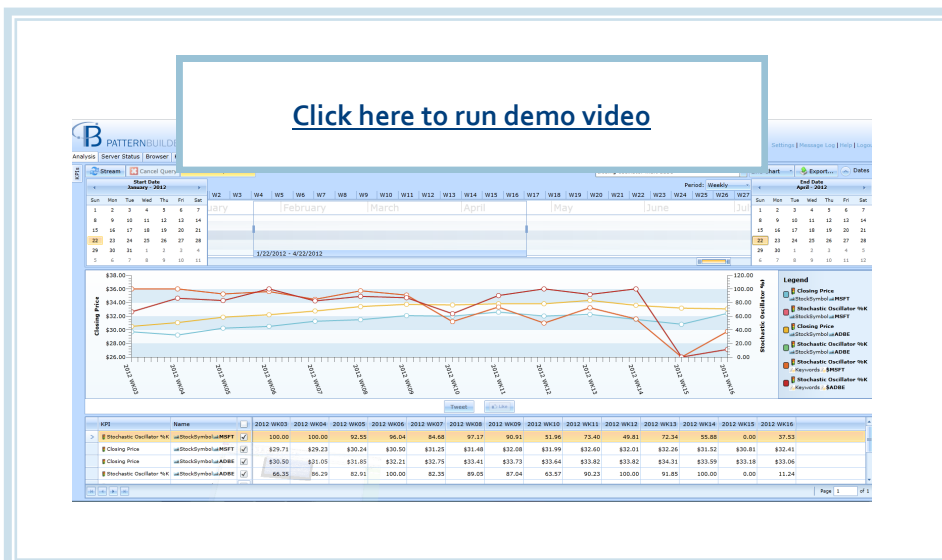 Click here to run demo video
PATTERNBUILD
Settings | Message Log | Help | Logou
Analysis Server Status Browser
KPIs
Stream Cancel Query Chart Export... Dates
Start Date
January - 2012
Sun Mon Tue Wed Thu Fri Sat
1 2 3 4 5 6 7
8 9 10 11 12 13 14
15 16 17 18 19 20 21
22 23 24 25 26 27 28
29 30 31 1 2 3 4
5 6 7 8 9 10 11
Period: Weekly
W2 W3 W4 W5 W6 W7 W8 W9 W10 W11 W12 W13 W14 W15 W16 W17 W18 W19 W20 W21 W22 W23 W24 W25 W26 W27
uary February March April May June Jul
1/22/2012 - 4/22/2012
End Date
April - 2012
Sun Mon Tue Wed Thu Fri Sat
1 2 3 4 5 6 7
8 9 10 11 12 13 14
15 16 17 18 19 20 21
22 23 24 25 26 27 28
29 30 1 2 3 4 5
6 7 8 9 10 11 12
Closing Price
$38.00
$36.00
$34.00
$32.00
$30.00
$28.00
$26.00
120.00
100.00
80.00
60.00
40.00
20.00
0.00
Stochastic Oscillator %K
2012 WK03 2012 WK04 2012 WK05 2012 WK06 2012 WK07 2012 WK08 2012 WK09 2012 WK10 2012 WK11 2012 WK12 2012 WK13 2012 WK14 2012 WK15 2012 WK16
Legend
Closing Price
StockSymbol MSFT
Stochastic Oscillator %K
StockSymbol MSFT
Closing Price
StockSymbol ADBE
Stochastic Oscillator %K
StockSymbol ADBE
Stochastic Oscillator %K
Keywords $MSFT
Stochastic Oscillator %K
Keywords $ADBE
Tweet
KPI Name 2012 WK03 2012 WK04 2012 WK05 2012 WK06 2012 WK07 2012 WK08 2012 WK09 2012 WK10 2012 WK11 2012 WK12 2012 WK13 2012 WK14 2012 WK15 2012 WK16
Stochastic Oscillator %K StockSymbol MSFT 100.00 100.00 92.55 96.04 84.68 97.17 90.91 51.96 73.40 49.81 72.34 55.88 0.00 37.53
Closing Price StockSymbol MSFT $29.71 $29.23 $30.24 $30.50 $31.25 $31.48 $32.08 $31.99 $32.60 $32.01 $32.26 $31.52 $30.81 $32.41
Closing Price StockSymbol ADBE $30.50 $31.05 $31.85 $32.21 $32.75 $33.41 $33.73 $33.64 $33.82 $33.82 $34.31 $33.59 $33.18 $33.06
Stochastic Oscillator %K StockSymbol ADBE 66.35 86.29 82.91 100.00 82.35 89.05 87.04 63.57 90.23 100.00 91.85 100.00 0.00 11.24
Page 1 of 1